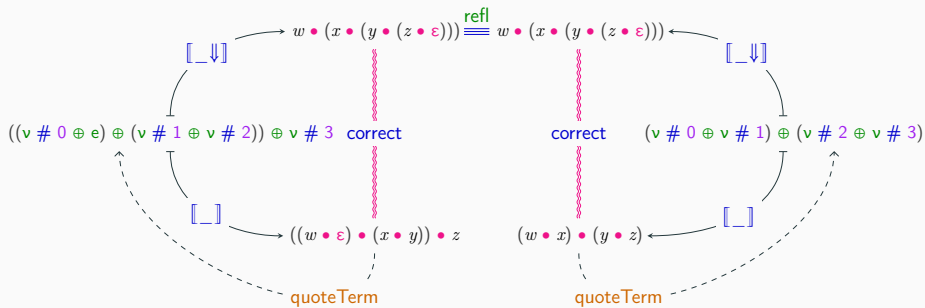 refl
w • (x • (y • (z • ε))) ≡ w • (x • (y • (z • ε)))
⟦_⇓⟧ ⟦_⇓⟧
((ν # 0 ⊕ e) ⊕ (ν # 1 ⊕ ν # 2)) ⊕ ν # 3 correct correct (ν # 0 ⊕ ν # 1) ⊕ (ν # 2 ⊕ ν # 3)
⟦_⟧ ⟦_⟧
((w • ε) • (x • y)) • z (w • x) • (y • z)
quoteTerm quoteTerm